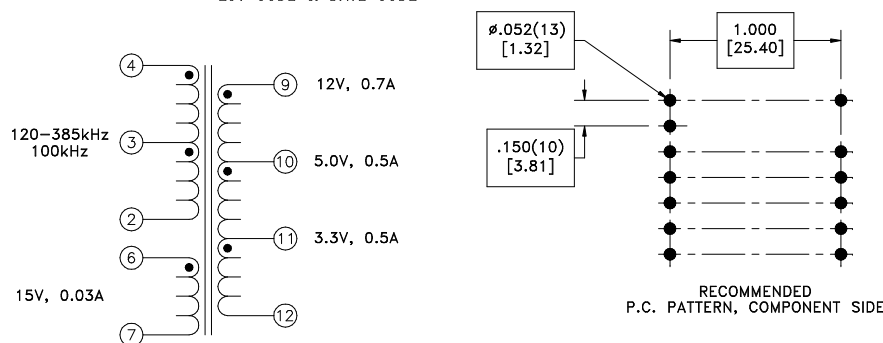 4
3
2
6
7
120-385kHz
100kHz
15V, 0.03A
9
12V, 0.7A
10
5.0V, 0.5A
11
3.3V, 0.5A
12
ø.052(13)
[1.32]
1.000
[25.40]
.150(10)
[3.81]
RECOMMENDED
P.C. PATTERN, COMPONENT SIDE